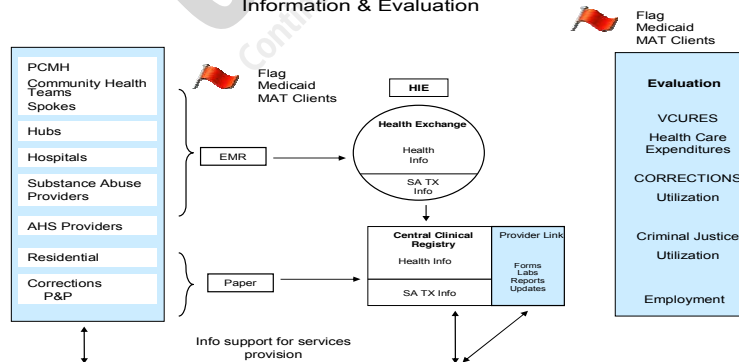 Information & Evaluation
Flag
Medicaid
MAT Clients
PCMH
Community Health
Teams
Spokes
Hubs
Hospitals
Substance Abuse
Providers
AHS Providers
Residential
Corrections
P&P
Flag
Medicaid
MAT Clients
EMR
Paper
HIE
Health Exchange
Health
Info
SA TX
Info
Central Clinical
Registry
Health Info
SA TX Info
Provider Link
Forms
Labs
Reports
Updates
Info support for services
provision
Evaluation
VCURES
Health Care
Expenditures
CORRECTIONS
Utilization
Criminal Justice
Utilization
Employment